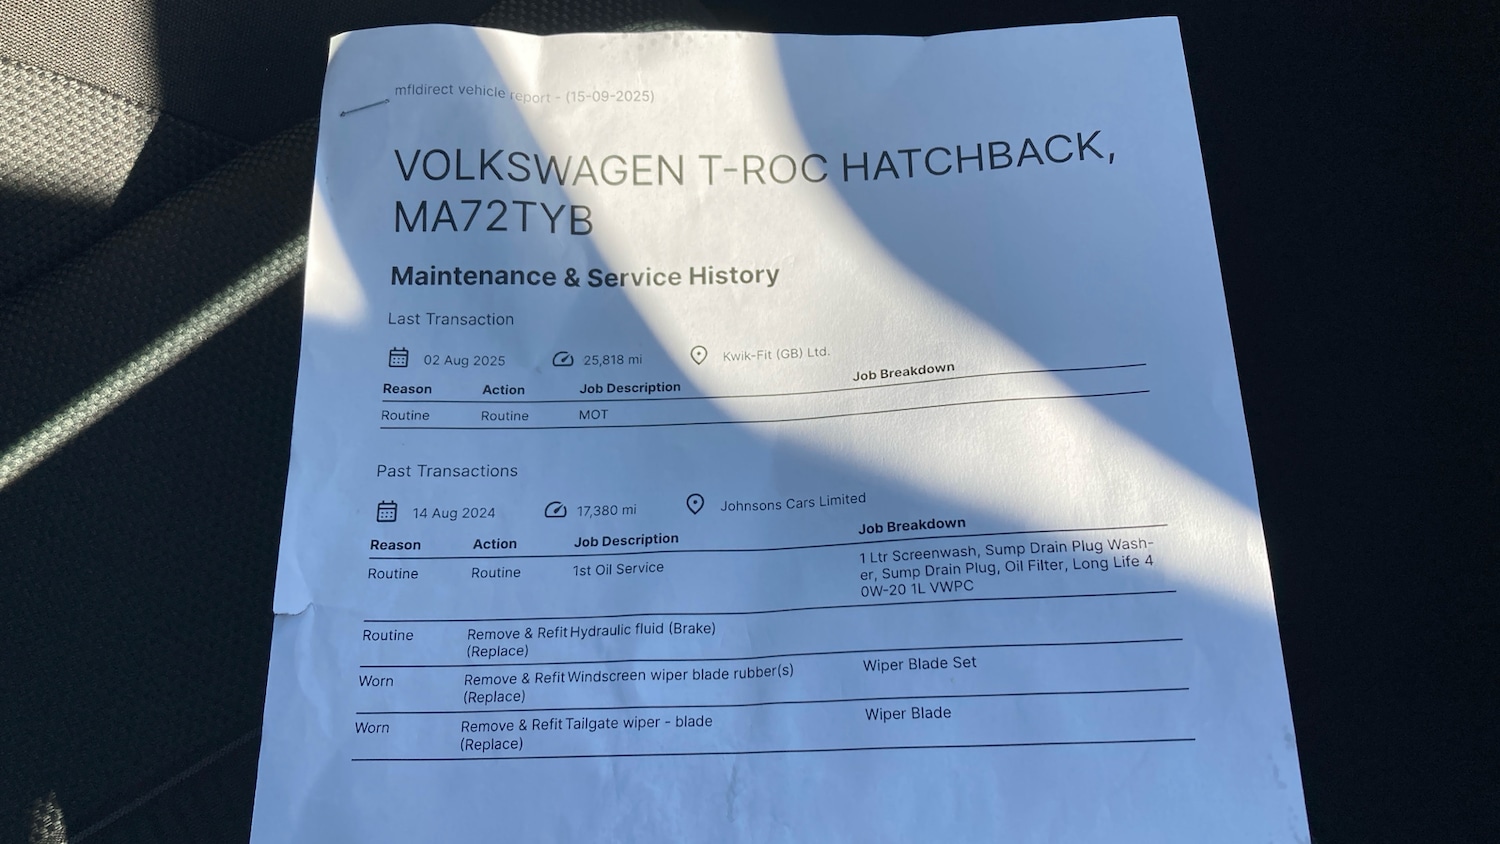 mfldirect vehicle report - (15-09-2025)
VOLKSWAGEN T-ROC HATCHBACK,
MA72TYB
Maintenance & Service History
Last Transaction
02 Aug 2025 25,818 mi Kwik-Fit (GB) Ltd.
Reason Action Job Description Job Breakdown
Routine Routine MOT
Past Transactions
14 Aug 2024 17,380 mi Johnsons Cars Limited
Reason Action Job Description Job Breakdown
Routine Routine 1st Oil Service 1 Ltr Screenwash, Sump Drain Plug Wash-
er, Sump Drain Plug, Oil Filter, Long Life 4
0W-20 1L VWPC
Routine Remove & Refit Hydraulic fluid (Brake)
(Replace)
Worn Remove & Refit Windscreen wiper blade rubber(s) Wiper Blade Set
(Replace)
Worn Remove & Refit Tailgate wiper - blade Wiper Blade
(Replace)